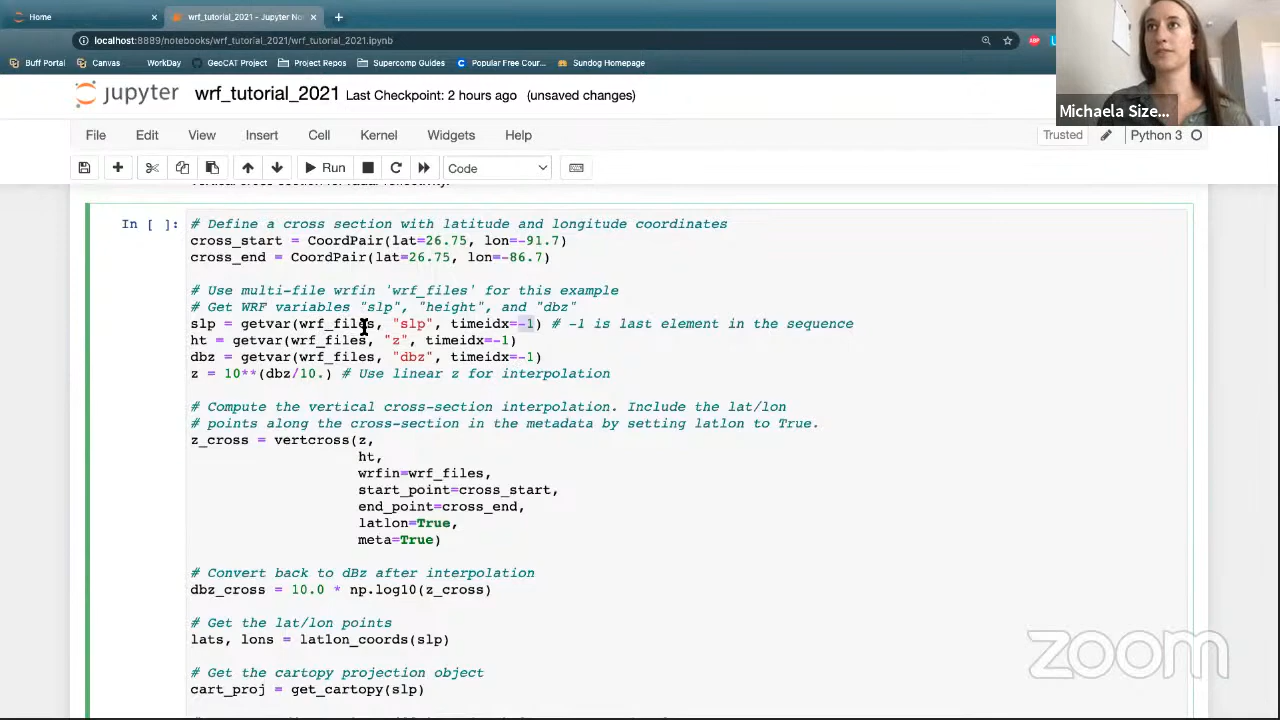 Home
wrf_tutorial_2021 - Jupyter No
localhost:8889/notebooks/wrf_tutorial_2021/wrf_tutorial_2021.ipynb
Buff Portal Canvas WorkDay GeoCAT Project Project Repos Supercomp Guides Popular Free Cour... Sundog Homepage
jupyter wrf_tutorial_2021 Last Checkpoint: 2 hours ago (unsaved changes)
Michaela Size...
File Edit View Insert Cell Kernel Widgets Help
Trusted Python 3
Run Code
In [ ]:
# Define a cross section with latitude and longitude coordinates
cross_start = CoordPair(lat=26.75, lon=-91.7)
cross_end = CoordPair(lat=26.75, lon=-86.7)
# Use multi-file wrfin 'wrf_files' for this example
# Get WRF variables "slp", "height", and "dbz"
slp = getvar(wrf_files, "slp", timeidx=-1) # -1 is last element in the sequence
ht = getvar(wrf_files, "z", timeidx=-1)
dbz = getvar(wrf_files, "dbz", timeidx=-1)
z = 10**(dbz/10.) # Use linear z for interpolation
# Compute the vertical cross-section interpolation. Include the lat/lon
# points along the cross-section in the metadata by setting latlon to True.
z_cross = vertcross(z,
ht,
wrfin=wrf_files,
start_point=cross_start,
end_point=cross_end,
latlon=True,
meta=True)
# Convert back to dBz after interpolation
dbz_cross = 10.0 * np.log10(z_cross)
# Get the lat/lon points
lats, lons = latlon_coords(slp)
# Get the cartopy projection object
cart_proj = get_cartopy(slp)
zoom